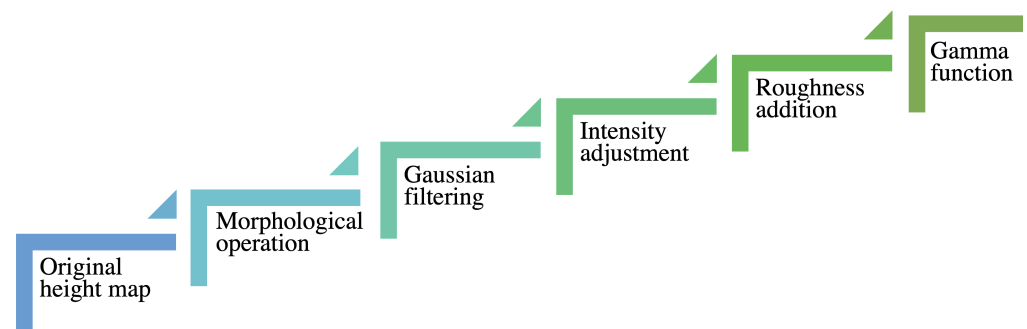 Original
height map
Morphological
operation
Gaussian
filtering
Intensity
adjustment
Roughness
addition
Gamma
function